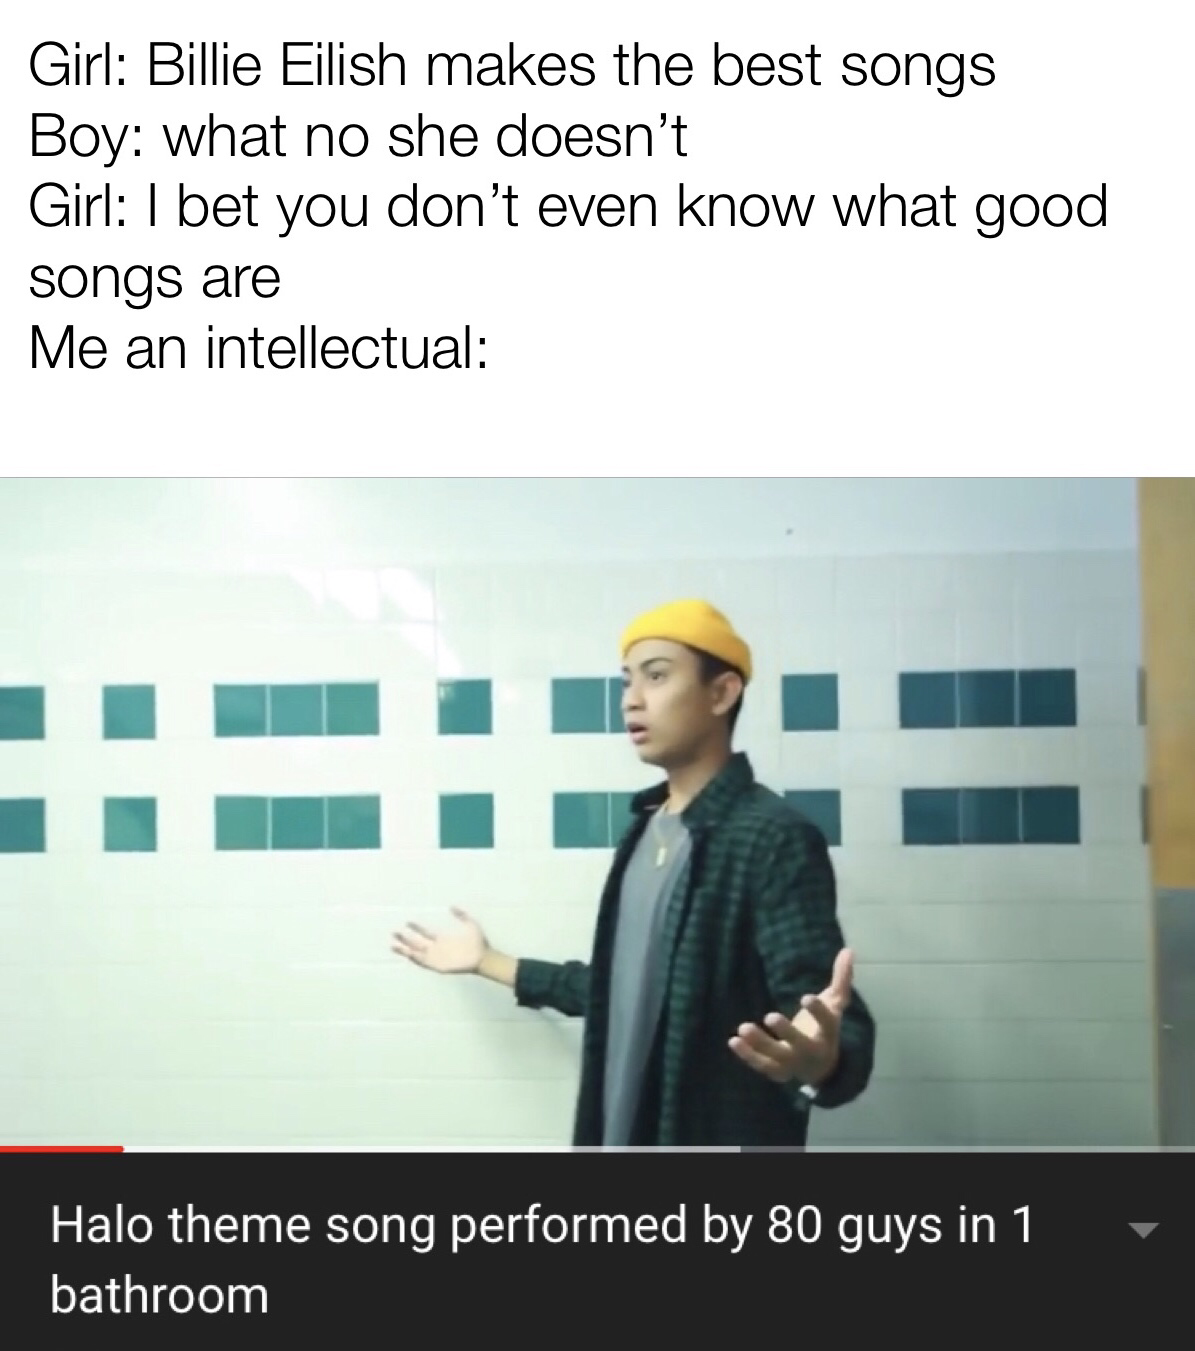 Girl: Billie Eilish makes the best songs
Boy: what no she doesn’t
Girl: I bet you don’t even know what good
songs are
Me an intellectual:
Halo theme song performed by 80 guys in 1
bathroom